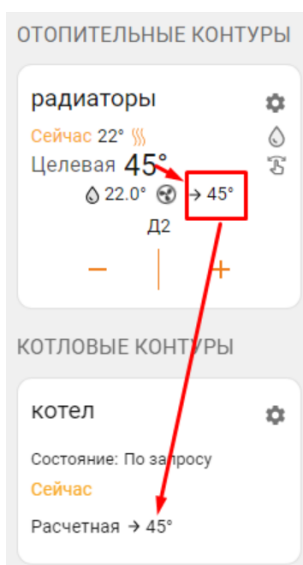 ОТОПИТЕЛЬНЫЕ КОНТУРЫ
радиаторы
Сейчас 22°
Целевая 45°
22.0° → 45°
Д2
− +
КОТЛОВЫЕ КОНТУРЫ
котел
Состояние: По запросу
Сейчас
Расчетная → 45°